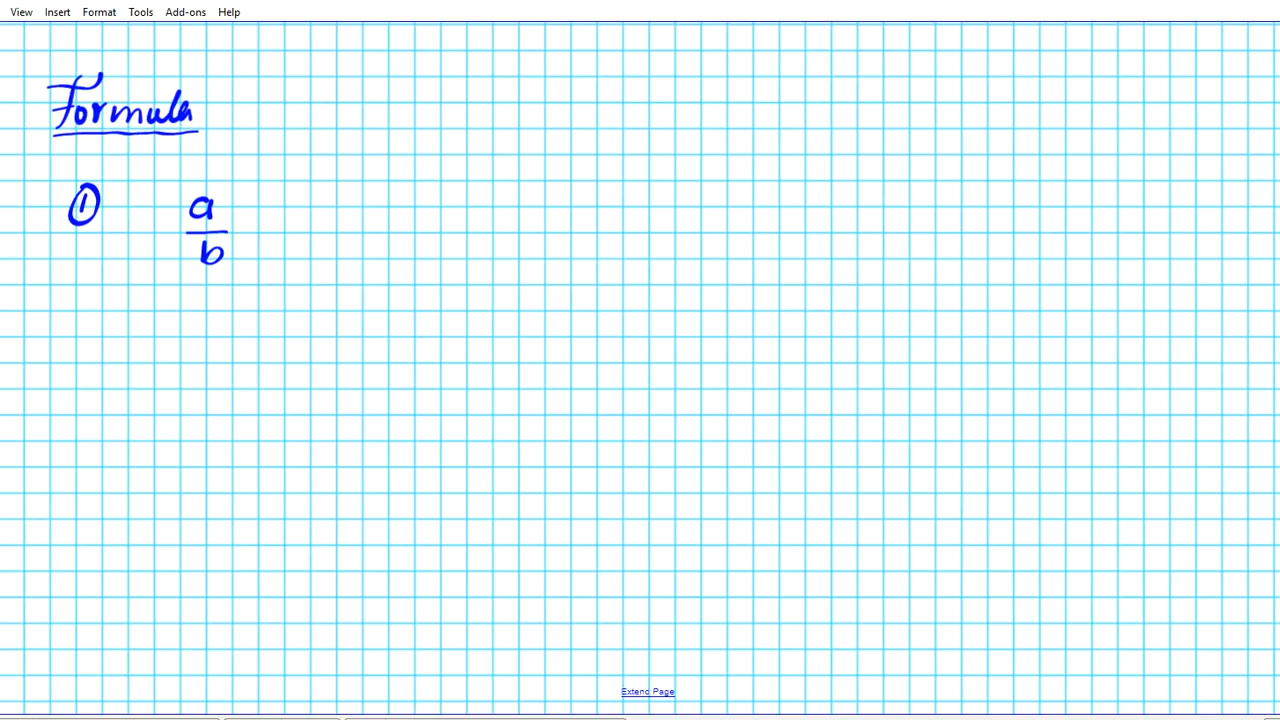 View Insert Format Tools Add-ons Help
Formula
① a
b
Extend Page